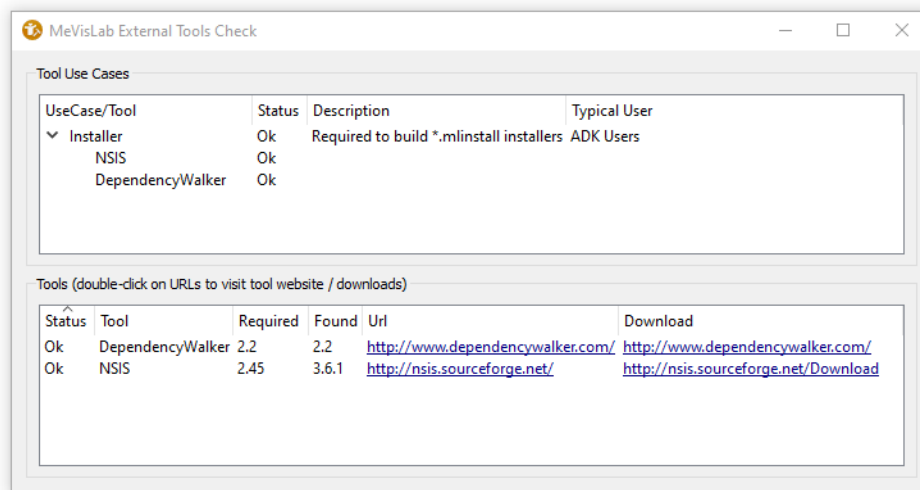 MeVisLab External Tools Check
Tool Use Cases
UseCase/Tool Status Description Typical User
Installer Ok Required to build *.mlinstall installers ADK Users
NSIS Ok
DependencyWalker Ok
Tools (double-click on URLs to visit tool website / downloads)
Status Tool Required Found Url Download
Ok DependencyWalker 2.2 2.2 http://www.dependencywalker.com/ http://www.dependencywalker.com/
Ok NSIS 2.45 3.6.1 http://nsis.sourceforge.net/ http://nsis.sourceforge.net/Download